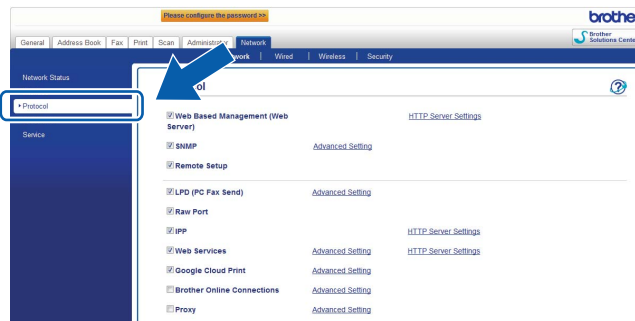 Please configure the password >>
brothe
General Address Book Fax Print Scan Administrator Network
Brother
Solutions Cente
work Wired Wireless Security
Network Status
ol
Protocol
Web Based Management (Web HTTP Server Settings
Server)
Service
SNMP Advanced Setting
Remote Setup
LPD (PC Fax Send) Advanced Setting
Raw Port
IPP HTTP Server Settings
Web Services Advanced Setting HTTP Server Settings
Google Cloud Print Advanced Setting
Brother Online Connections Advanced Setting
Proxy Advanced Setting